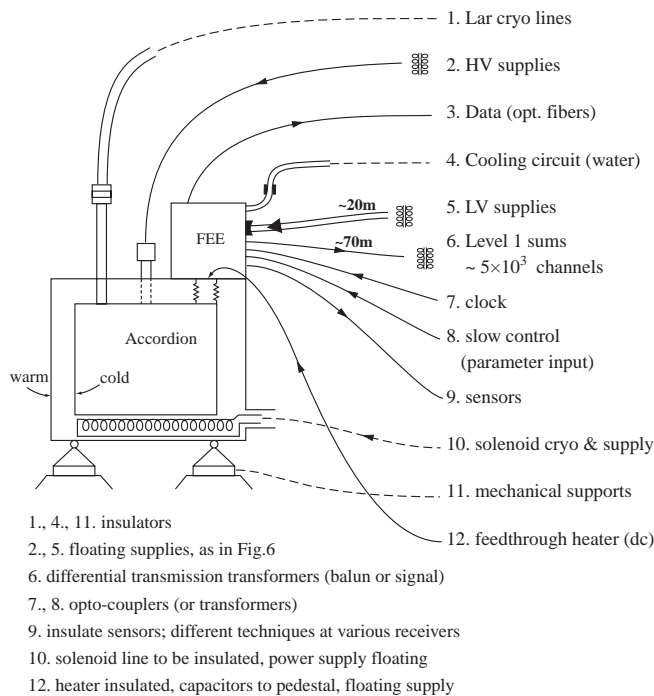 1. Lar cryo lines
2. HV supplies
3. Data (opt. fibers)
4. Cooling circuit (water)
~20m
5. LV supplies
FEE
~70m
6. Level 1 sums
~ 5×10³ channels
7. clock
Accordion
8. slow control
(parameter input)
warm
cold
9. sensors
10. solenoid cryo & supply
11. mechanical supports
12. feedthrough heater (dc)
1., 4., 11. insulators
2., 5. floating supplies, as in Fig.6
6. differential transmission transformers (balun or signal)
7., 8. opto-couplers (or transformers)
9. insulate sensors; different techniques at various receivers
10. solenoid line to be insulated, power supply floating
12. heater insulated, capacitors to pedestal, floating supply